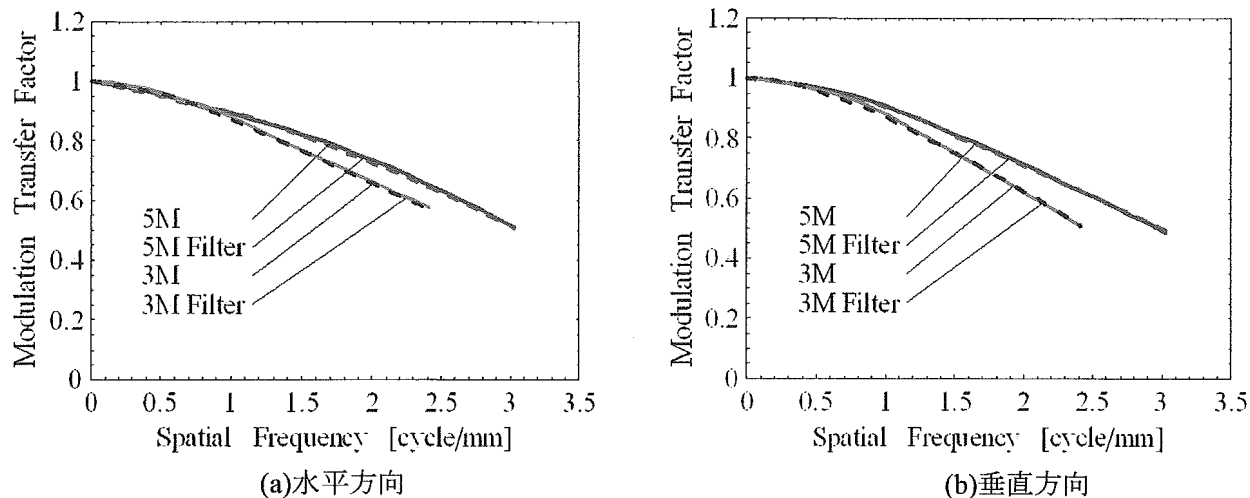 1.2
1
0.8
0.6
0.4
0.2
0
Modulation Transfer Factor
5M
5M Filter
3M
3M Filter
0 0.5 1 1.5 2 2.5 3 3.5
Spatial Frequency [cycle/mm]
(a)水平方向
1.2
1
0.8
0.6
0.4
0.2
0
Modulation Transfer Factor
5M
5M Filter
3M
3M Filter
0 0.5 1 1.5 2 2.5 3 3.5
Spatial Frequency [cycle/mm]
(b)垂直方向